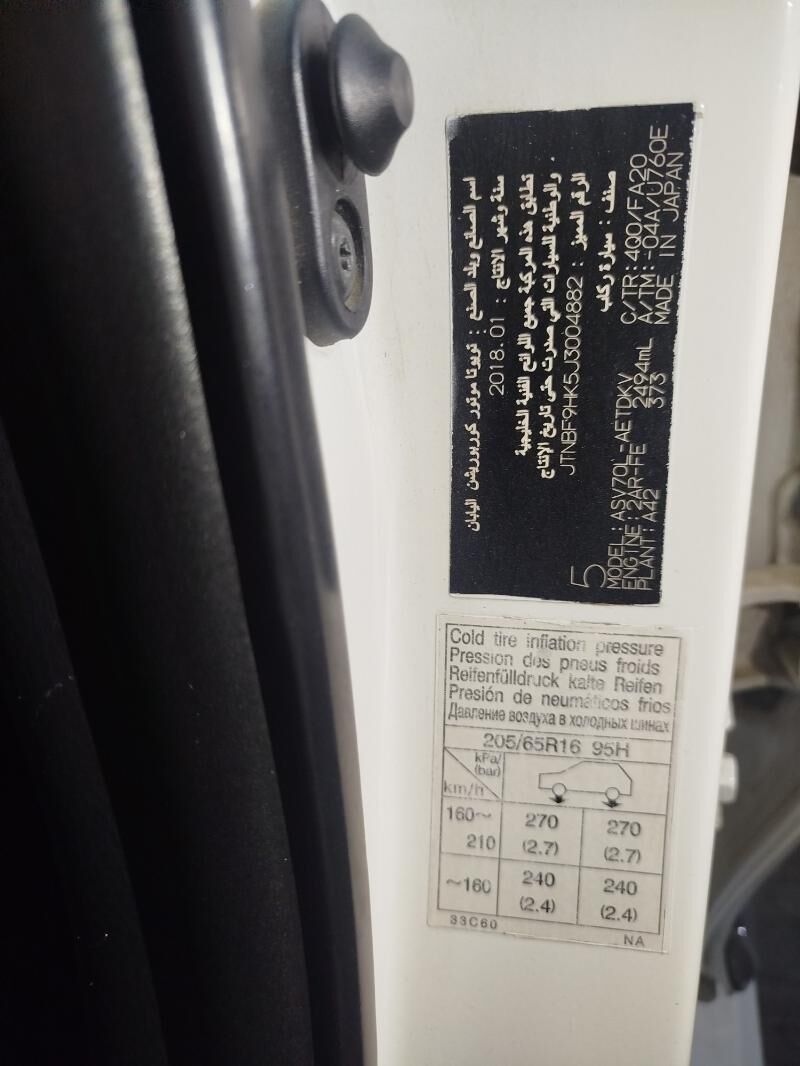 اسم الصانع وبلد الصنع : تويوتا موتور كوربوريشن اليابان
سنة وشهر الإنتاج : 2018.01
تطابق هذه المركبة جميع اللوائح الفنية الخليجية
والوطنية للسيارات التي صدرت حتى تاريخ الإنتاج .
الرقم المميز : JTNBF9HK5J3004882
صنف : سيارة ركاب
5
MODEL : ASV70L-AETDKV C/TR: 4Q0/FA20
ENGINE: 2AR-FE 2494mL A/TM: -04A/U760E
PLANT: A42 373 MADE IN JAPAN
Cold tire inflation pressure
Pression des pneus froids
Reifenfülldruck kalte Reifen
Presión de neumáticos frios
Давление воздуха в холодных шинах
205/65R16 95H
kPa/
(bar)
km/h
160~ 210 270 (2.7) 270 (2.7)
~160 240 (2.4) 240 (2.4)
33C60 NA